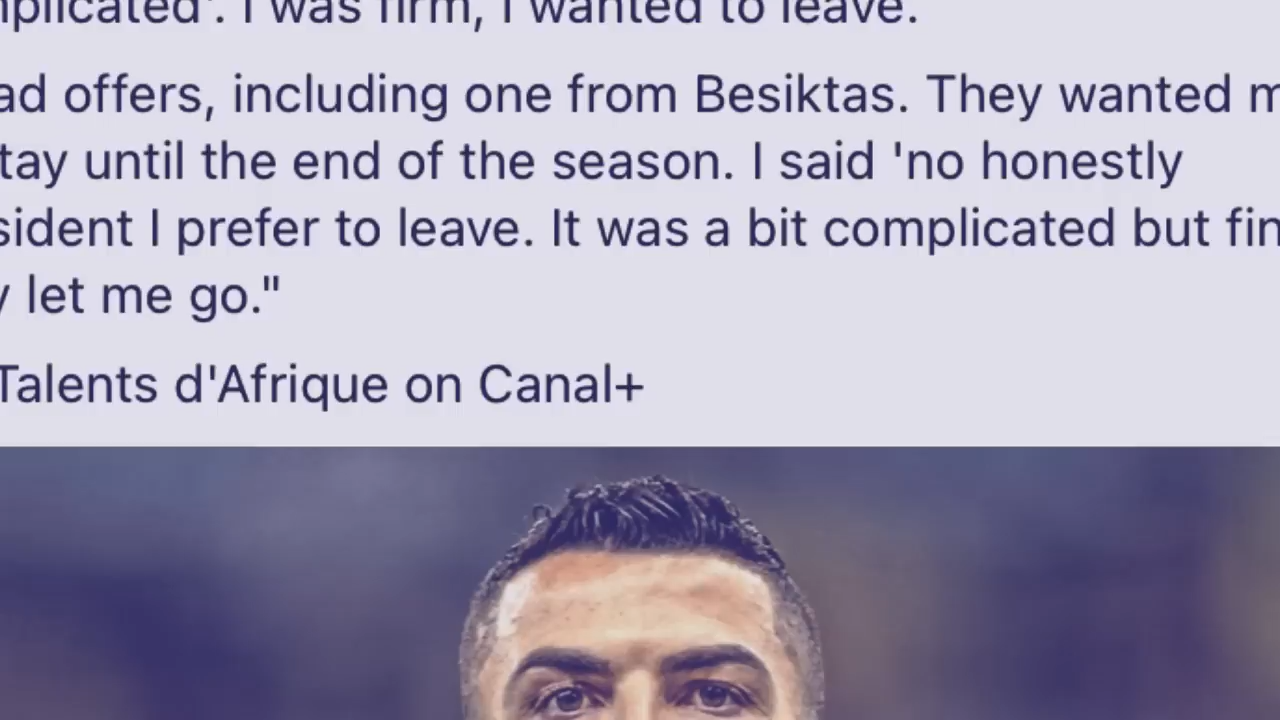 mplicated'. I was firm, I wanted to leave.
ad offers, including one from Besiktas. They wanted m
tay until the end of the season. I said 'no honestly
sident I prefer to leave. It was a bit complicated but fin
y let me go."
Talents d'Afrique on Canal+